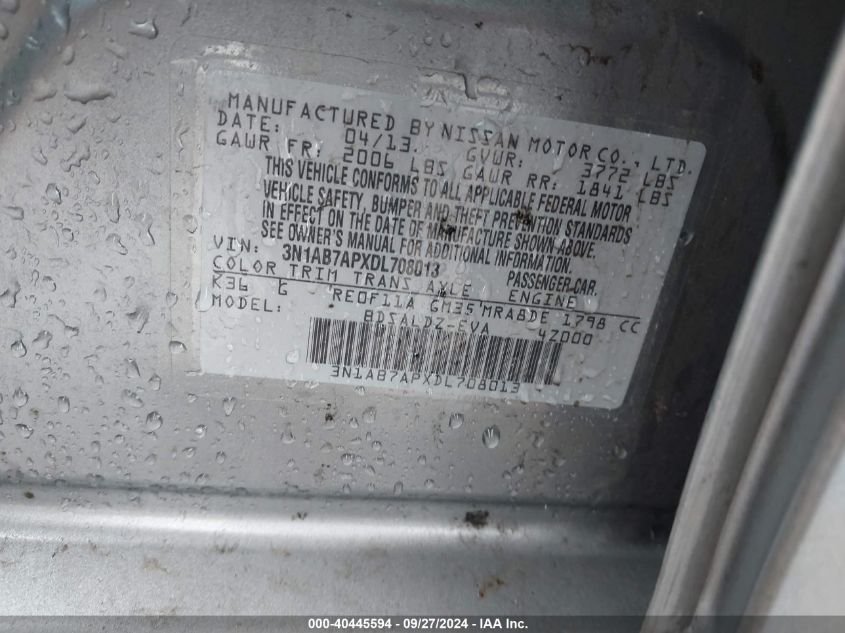 MANUFACTURED BY NISSAN MOTOR CO., LTD.
DATE: 04/13. GVWR: 3772 LBS
GAWR FR: 2006 LBS GAWR RR: 1841 LBS
THIS VEHICLE CONFORMS TO ALL APPLICABLE FEDERAL MOTOR
VEHICLE SAFETY, BUMPER AND THEFT PREVENTION STANDARDS
IN EFFECT ON THE DATE OF MANUFACTURE SHOWN ABOVE.
SEE OWNER'S MANUAL FOR ADDITIONAL INFORMATION.
VIN: 3N1AB7APXDL708013 PASSENGER CAR
COLOR TRIM TRANS AXLE ENGINE
K36 G RE0F11A GM35 MRA8DE 1798 CC
MODEL: BDSALDZ-EVA 42000
3N1AB7APXDL708013
000-40445594 / 09/27/2024 - IAAI Inc.